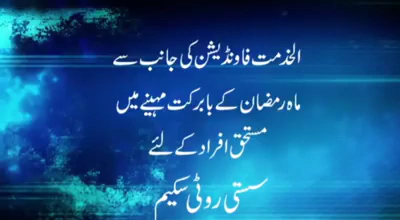 الخدمت فاونڈیشن کی جانب سے
ماہ رمضان کے بابرکت مہینے میں
مستحق افراد کے لئے
سستی روٹی سکیم